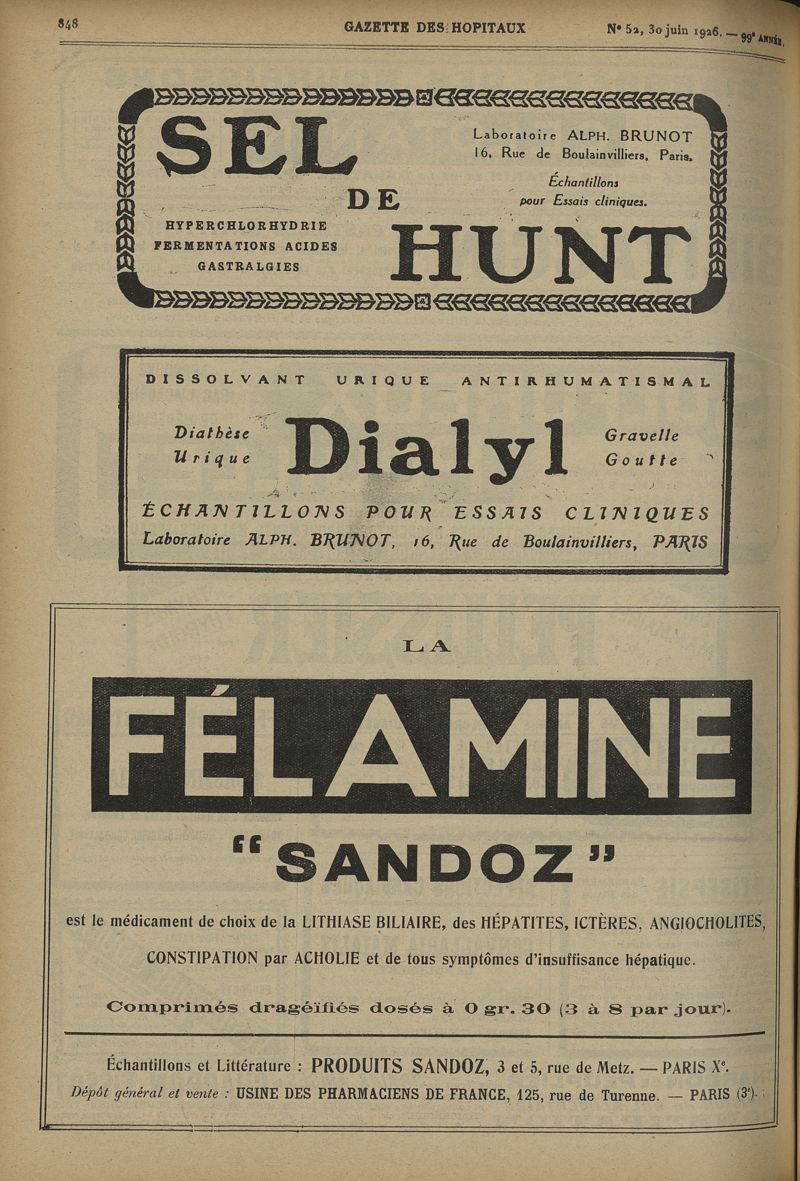 848
GAZETTE DES HOPITAUX
N° 52, 30 juin 1926. — 99e ANNÉE.
SEL
DE
HUNT
Laboratoire ALPH. BRUNOT
16, Rue de Boulainvilliers, Paris.
Échantillons
pour Essais cliniques.
HYPERCHLORHYDRIE
FERMENTATIONS ACIDES
GASTRALGIES
DISSOLVANT URIQUE ANTIRHUMATISMAL
Diathèse
Urique
Dialyl
Gravelle
Goutte
ÉCHANTILLONS POUR ESSAIS CLINIQUES
Laboratoire ALPH. BRUNOT, 16, Rue de Boulainvilliers, PARIS
LA
FÉLAMINE
"SANDOZ"
est le médicament de choix de la LITHIASE BILIAIRE, des HÉPATITES, ICTÈRES, ANGIOCHOLITES,
CONSTIPATION par ACHOLIE et de tous symptômes d'insuffisance hépatique.
Comprimés dragéïfiés dosés à 0 gr. 30 (3 à 8 par jour).
Échantillons et Littérature : PRODUITS SANDOZ, 3 et 5, rue de Metz. — PARIS Xe.
Dépôt général et vente : USINE DES PHARMACIENS DE FRANCE, 125, rue de Turenne. — PARIS (3e).